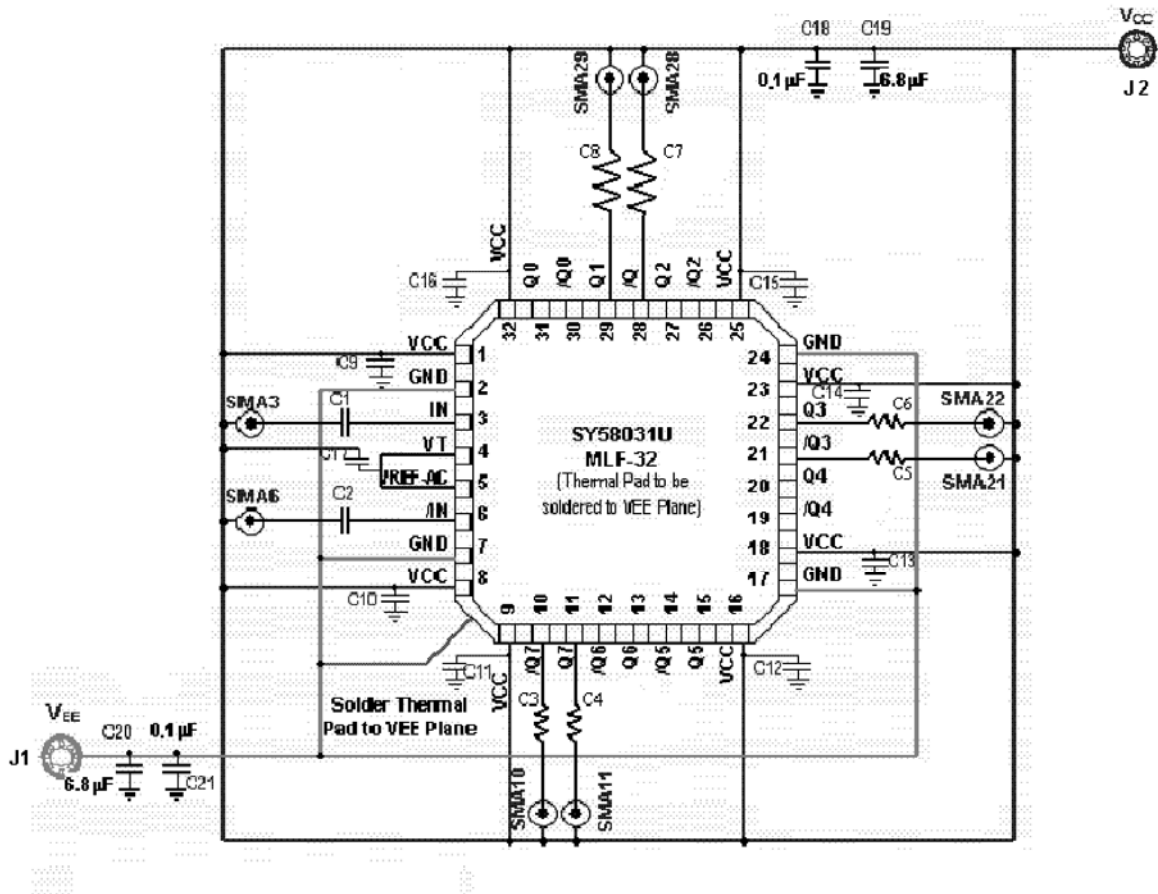 VCC
C18
C19
0.1 µF
6.8 µF
J2
SMA29
SMA28
C8
C7
VCC
Q0
/Q0
Q1
/Q
Q2
/Q2
VCC
C16
C15
32
31
30
29
28
27
26
25
VCC
1
24
GND
C9
GND
2
23
VCC
C14
SMA3
C1
IN
3
22
Q3
C6
SMA22
VT
4
21
/Q3
SY58031U
MLF-32
(Thermal Pad to be
soldered to VEE Plane)
VREF-AC
5
20
Q4
C5
SMA21
SMA6
C2
/IN
6
19
/Q4
GND
7
18
VCC
C13
VCC
8
17
GND
C10
9
10
11
12
13
14
15
16
C11
VCC
/Q7
Q7
/Q6
Q6
/Q5
Q5
VCC
C12
C3
C4
Solder Thermal
Pad to VEE Plane
VEE
J1
C20
0.1 µF
6.8 µF
C21
SMA10
SMA11